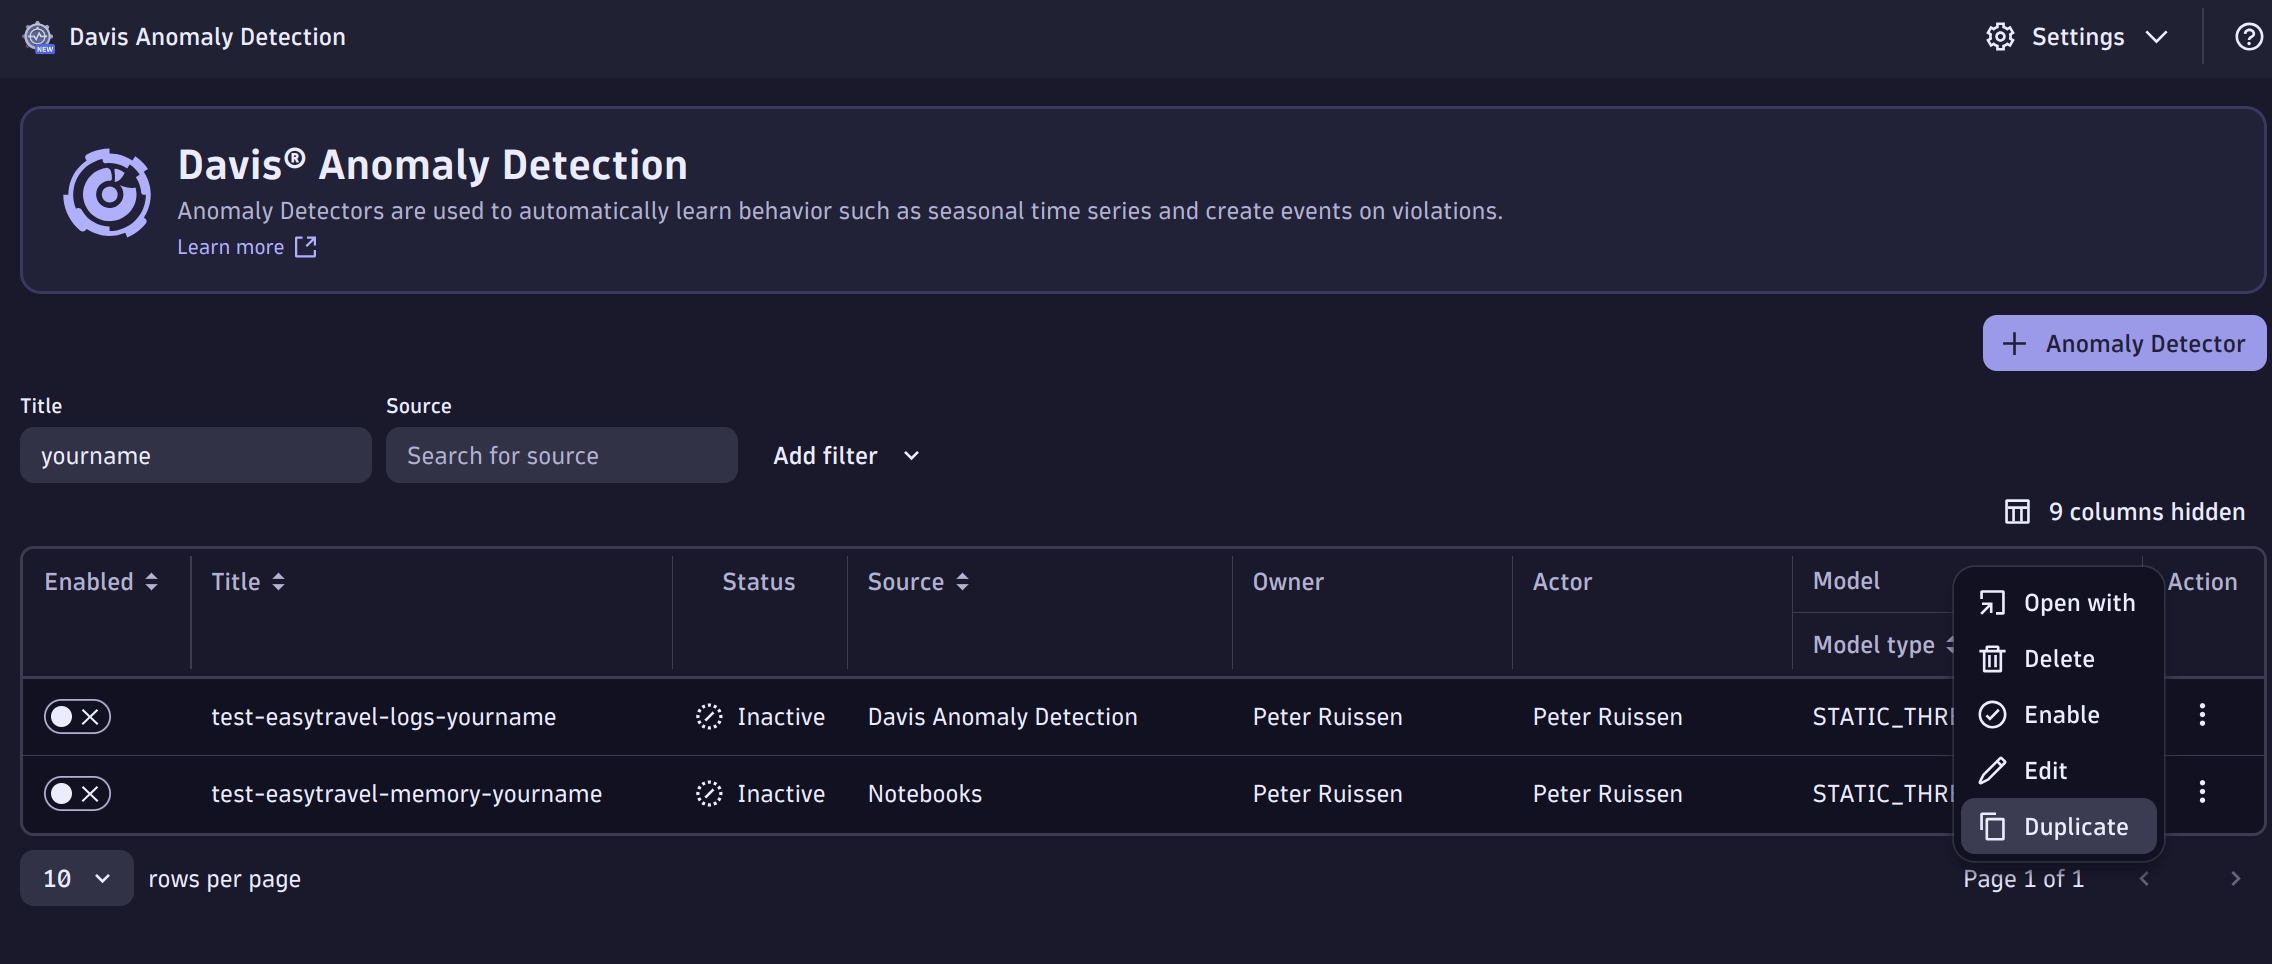 NEW
Davis Anomaly Detection
Settings
Davis® Anomaly Detection
Anomaly Detectors are used to automatically learn behavior such as seasonal time series and create events on violations.
Learn more
Anomaly Detector
Title
Source
yourname
Search for source
Add filter
9 columns hidden
Enabled
Title
Status
Source
Owner
Actor
Model
Action
Model type
test-easytravel-logs-yourname
Inactive
Davis Anomaly Detection
Peter Ruissen
Peter Ruissen
STATIC_THRE
test-easytravel-memory-yourname
Inactive
Notebooks
Peter Ruissen
Peter Ruissen
STATIC_THRE
Open with
Delete
Enable
Edit
Duplicate
10
rows per page
Page 1 of 1